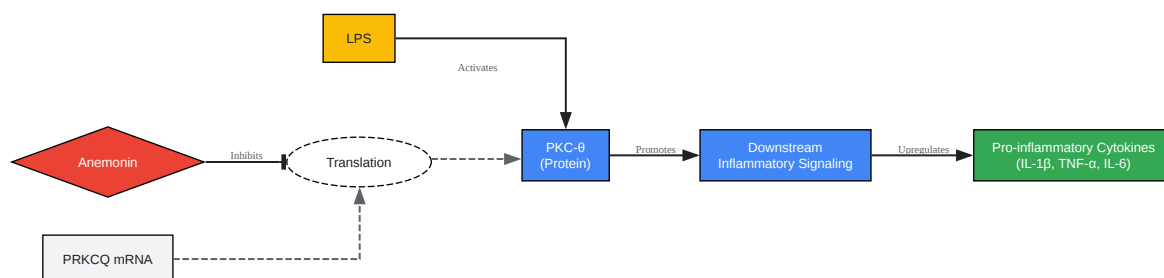 LPS
Activates
Anemonin
Inhibits
Translation
PKC-θ
(Protein)
Promotes
Downstream
Inflammatory Signaling
Upregulates
Pro-inflammatory Cytokines
(IL-1β, TNF-α, IL-6)
PRKCQ mRNA